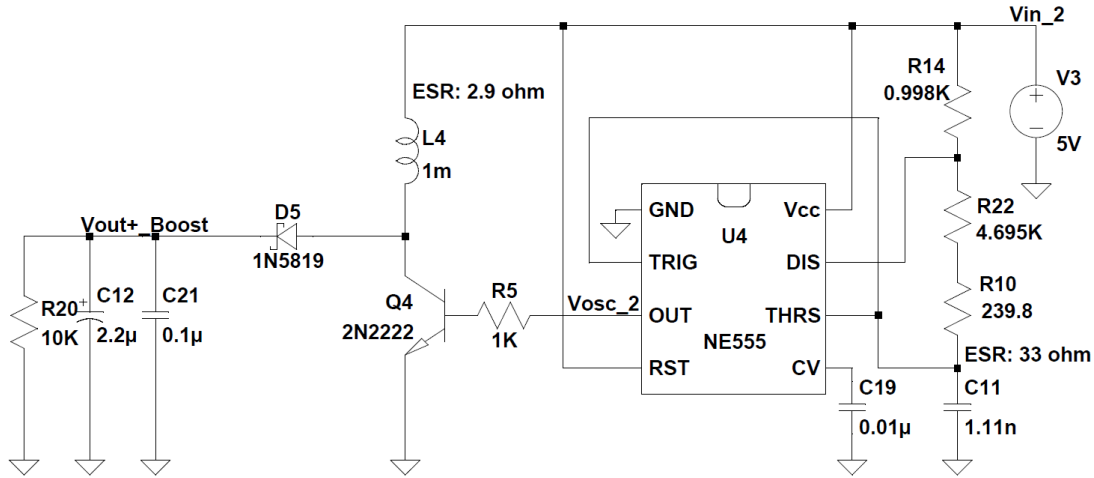 Vin_2
R14
0.998K
V3
5V
ESR: 2.9 ohm
L4
1m
GND
Vcc
U4
TRIG
DIS
OUT
THRS
NE555
RST
CV
R22
4.695K
R10
239.8
ESR: 33 ohm
C11
1.11n
C19
0.01µ
Vout+_Boost
D5
1N5819
Q4
2N2222
R5
1K
Vosc_2
R20
10K
C12
2.2µ
C21
0.1µ